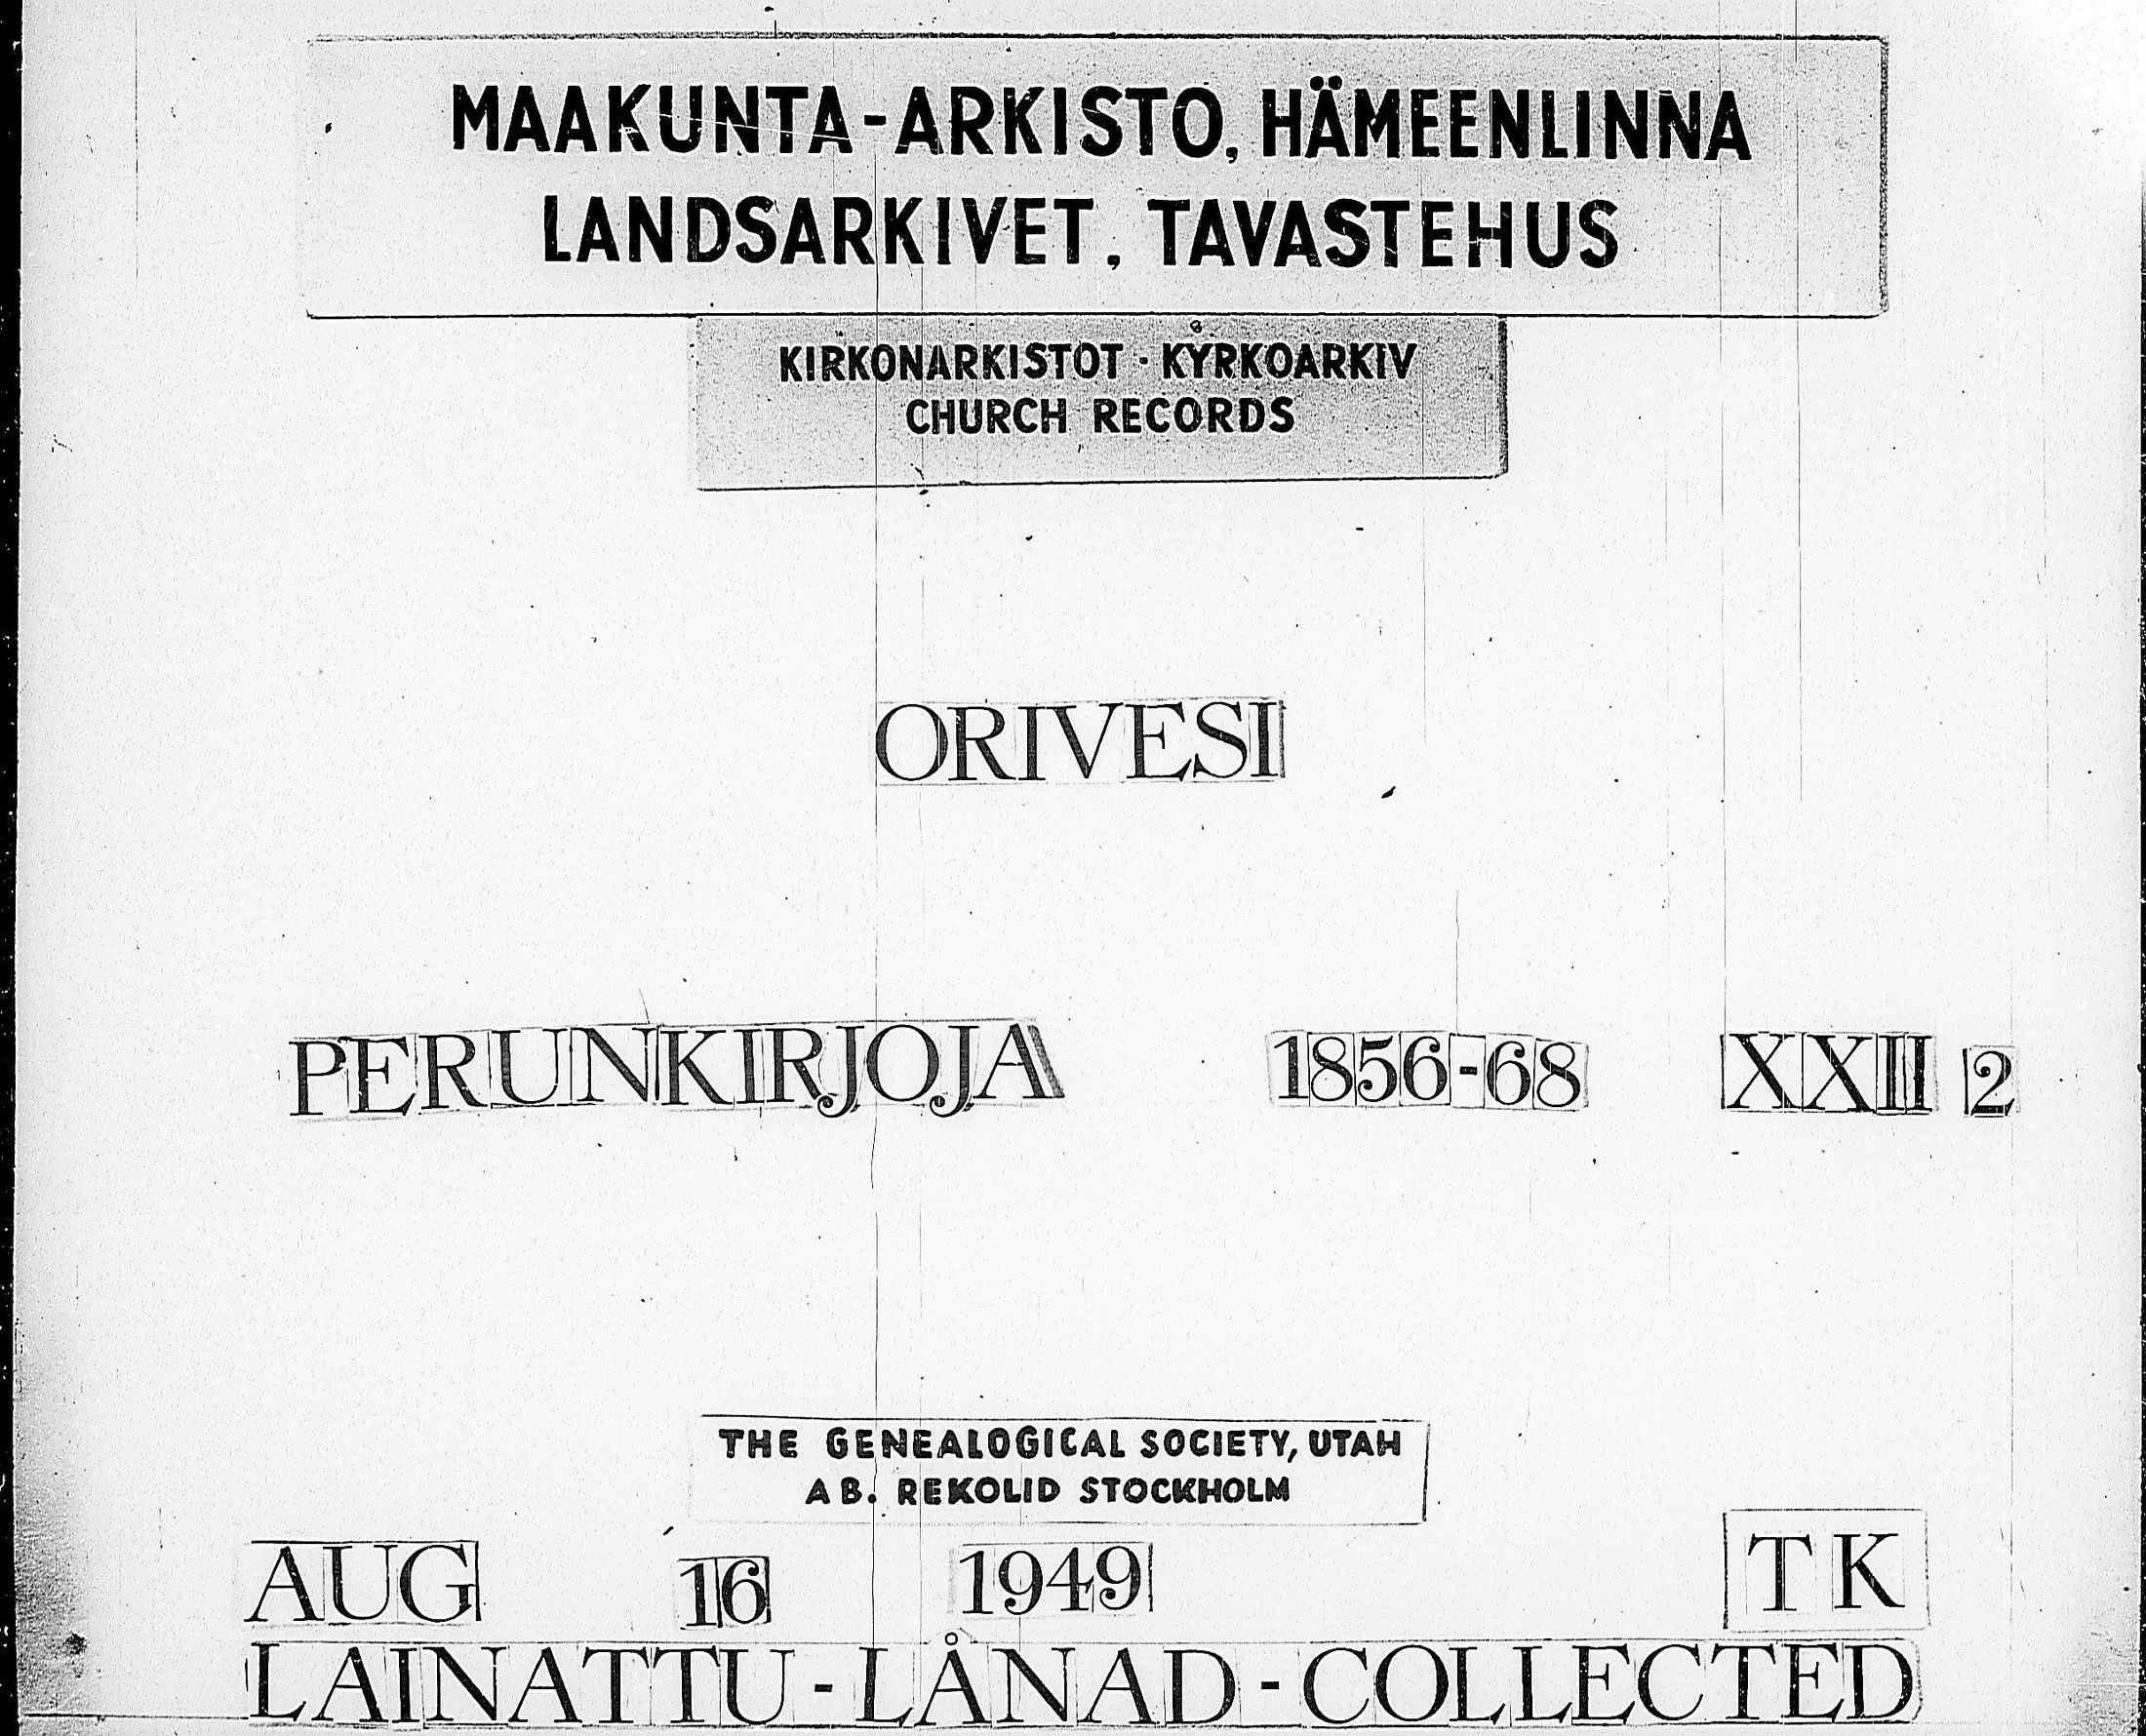 MAAKUNTA-ARKISTO, HÄMEENLINNA
LANDSARKIVET, TAVASTEHUS
KIRKONARKISTOT · KYRKOARKIV
CHURCH RECORDS
ORIVESI
PERUNKIRJOJA 1856-68 XXII 2
THE GENEALOGICAL SOCIETY, UTAH
AB. REKOLID STOCKHOLM
AUG 16 1949 TK
LAINATTU - LÅNAD - COLLECTED